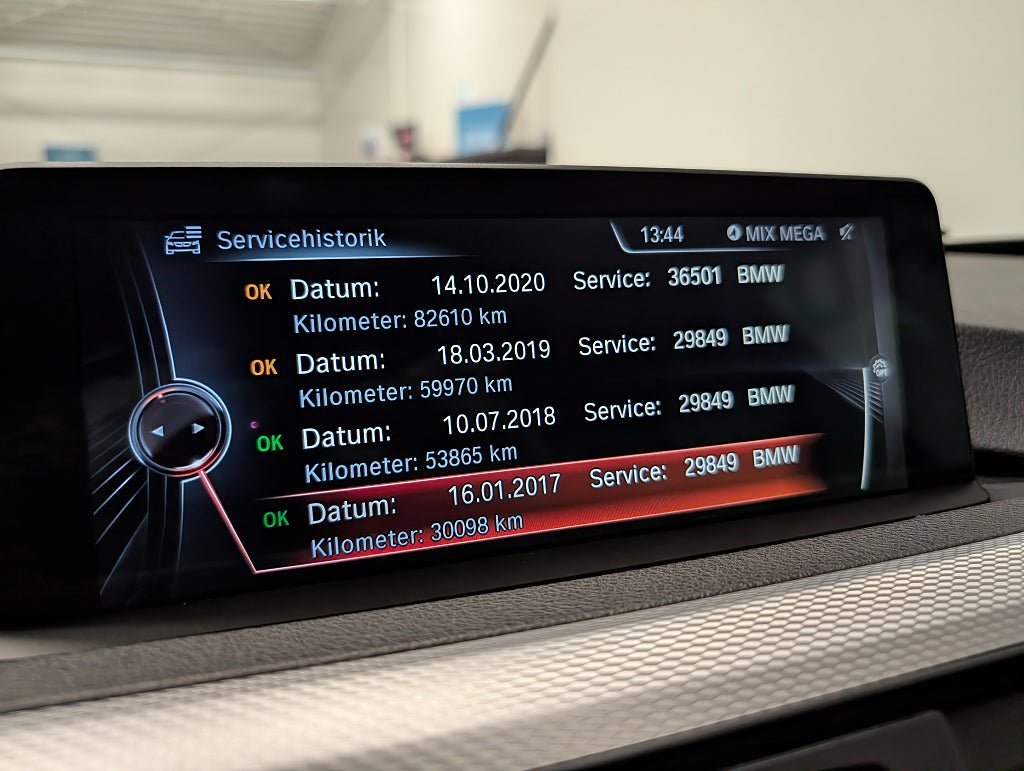 Servicehistorik 13:44 MIX MEGA
OK Datum: 14.10.2020 Service: 36501 BMW
Kilometer: 82610 km
OK Datum: 18.03.2019 Service: 29849 BMW
Kilometer: 59970 km
OK Datum: 10.07.2018 Service: 29849 BMW
Kilometer: 53865 km
OK Datum: 16.01.2017 Service: 29849 BMW
Kilometer: 30098 km
OPT